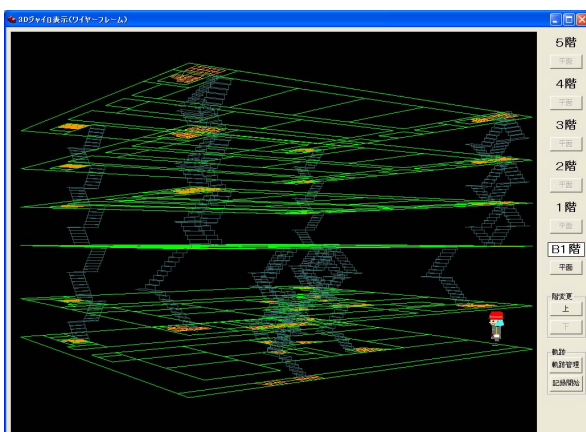 3Dジャイロ表示(ワイヤーフレーム)
5階
平面
4階
平面
3階
平面
2階
平面
1階
平面
B1階
平面
階変更
上
下
軌跡
軌跡管理
記録開始